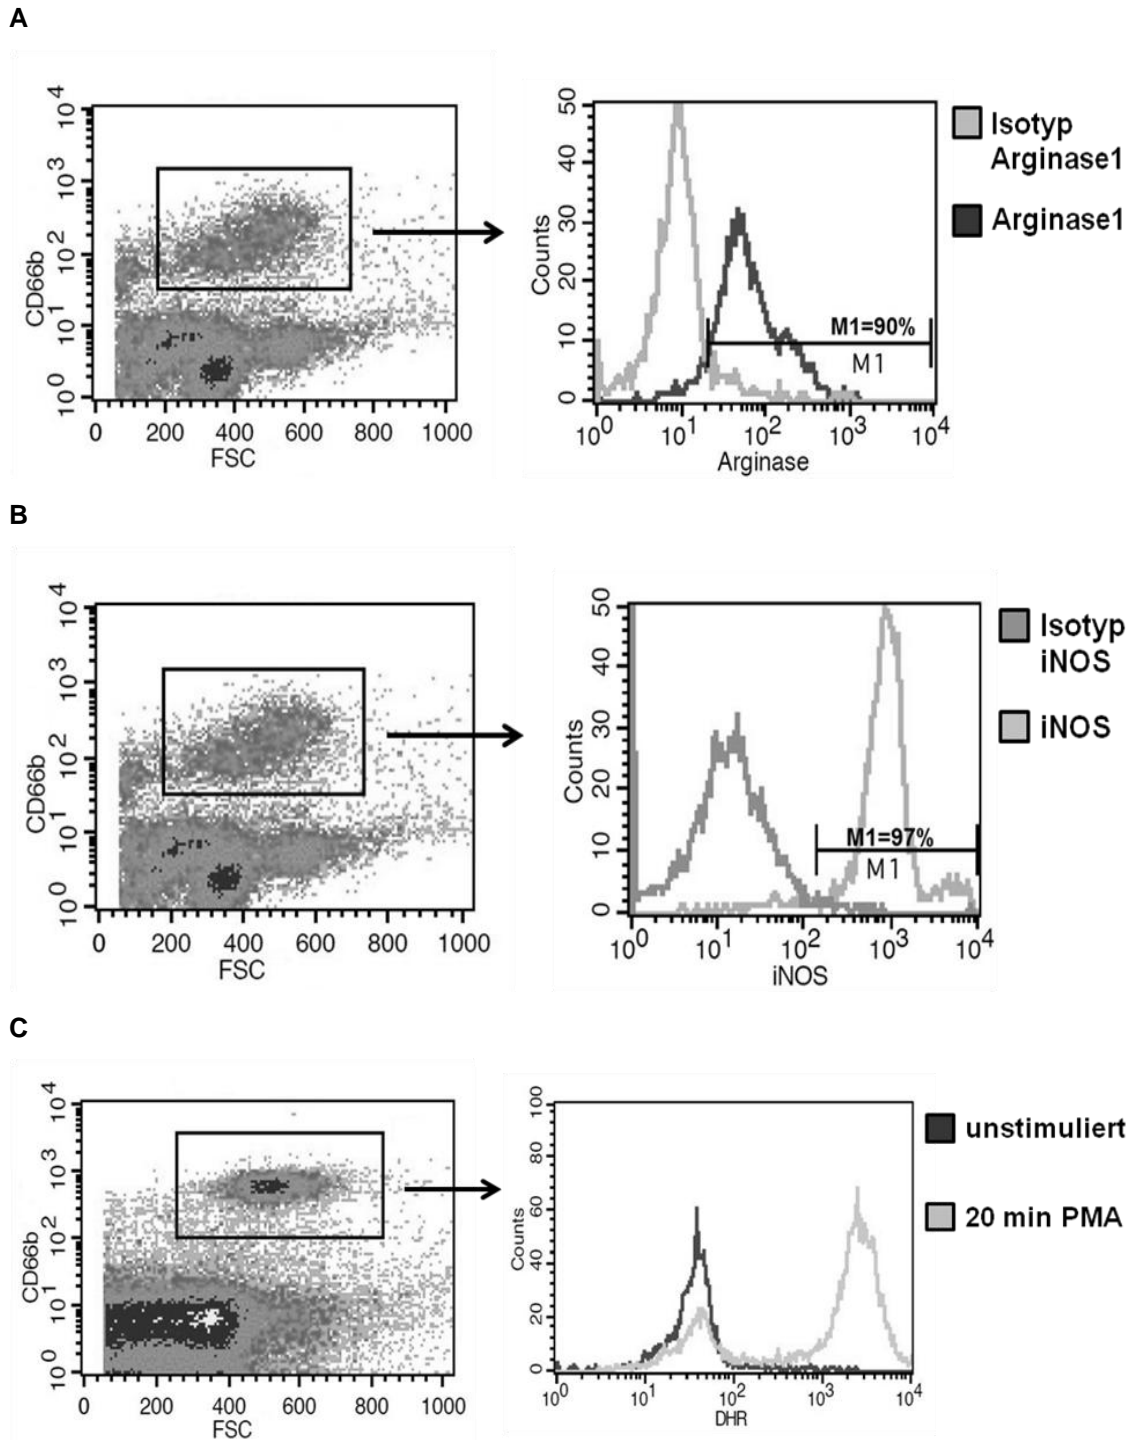 A
10^0 10^1 10^2 10^3 10^4
CD66b
0 200 400 600 800 1000
FSC
0 10 20 30 40 50
Counts
M1=90%
M1
10^0 10^1 10^2 10^3 10^4
Arginase
Isotyp
Arginase1
Arginase1
B
10^0 10^1 10^2 10^3 10^4
CD66b
0 200 400 600 800 1000
FSC
0 10 20 30 40 50
Counts
M1=97%
M1
10^0 10^1 10^2 10^3 10^4
iNOS
Isotyp
iNOS
iNOS
C
10^0 10^1 10^2 10^3 10^4
CD66b
0 200 400 600 800 1000
FSC
0 20 40 60 80 100
Counts
10^0 10^1 10^2 10^3 10^4
DHR
unstimuliert
20 min PMA